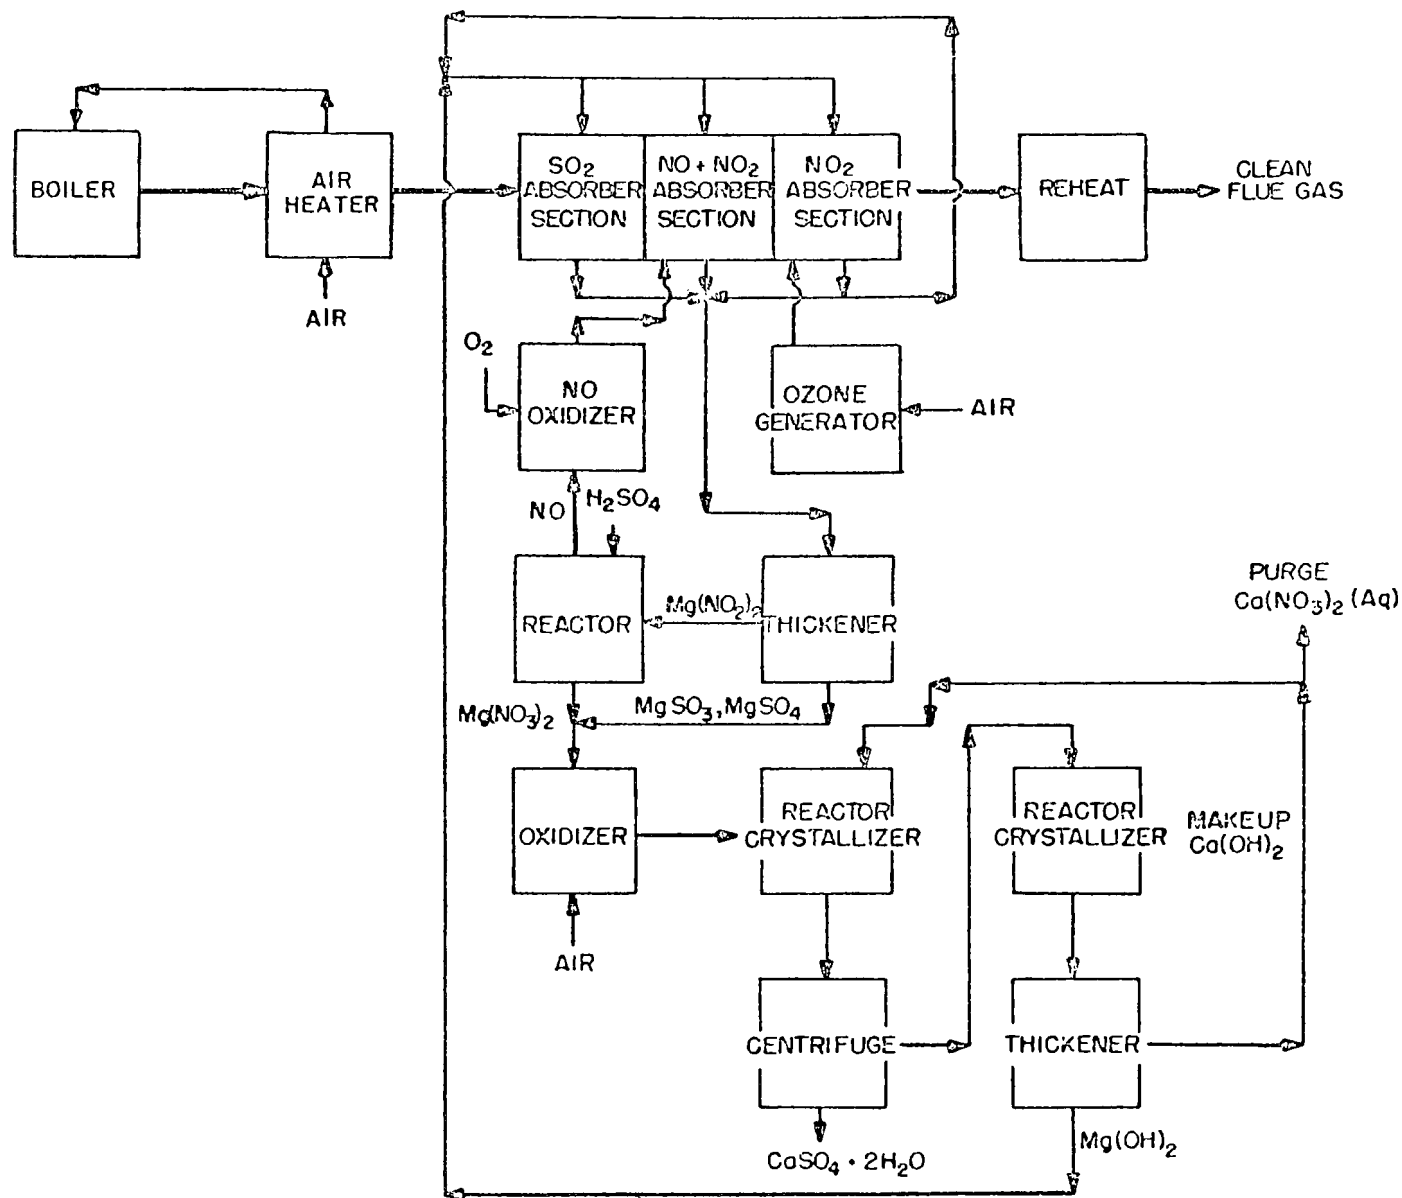 BOILER
AIR
HEATER
AIR
SO₂
ABSORBER
SECTION
NO + NO₂
ABSORBER
SECTION
NO₂
ABSORBER
SECTION
REHEAT
CLEAN
FLUE GAS
O₂
NO
OXIDIZER
OZONE
GENERATOR
AIR
NO
H₂SO₄
REACTOR
Mg(NO₂)₂
THICKENER
PURGE
Ca(NO₃)₂ (Aq)
Mg(NO₃)₂
MgSO₃, MgSO₄
OXIDIZER
AIR
REACTOR
CRYSTALLIZER
REACTOR
CRYSTALLIZER
MAKEUP
Ca(OH)₂
CENTRIFUGE
THICKENER
CaSO₄ · 2H₂O
Mg(OH)₂